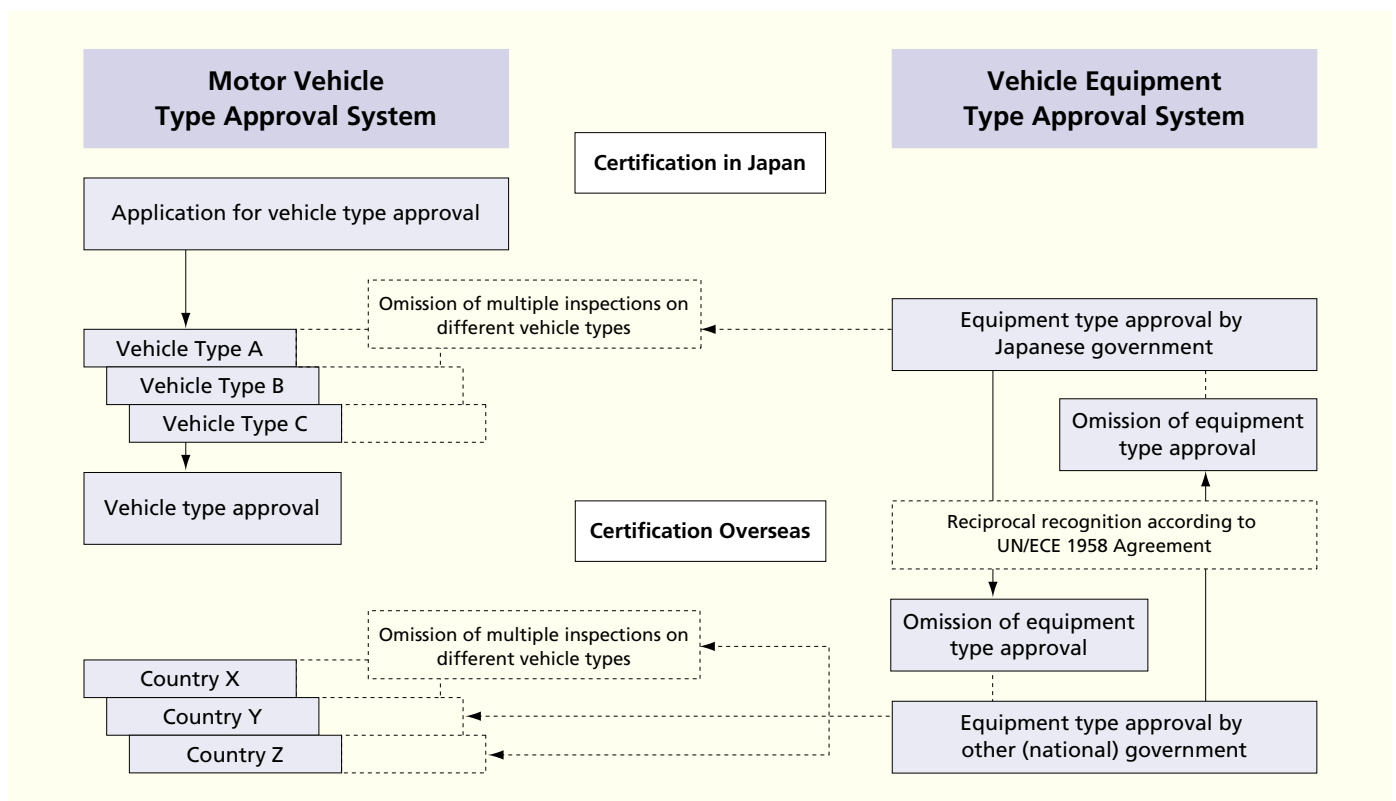 Motor Vehicle
Type Approval System
Vehicle Equipment
Type Approval System
Certification in Japan
Application for vehicle type approval
Omission of multiple inspections on
different vehicle types
Equipment type approval by
Japanese government
Vehicle Type A
Vehicle Type B
Vehicle Type C
Omission of equipment
type approval
Vehicle type approval
Certification Overseas
Reciprocal recognition according to
UN/ECE 1958 Agreement
Omission of equipment
type approval
Omission of multiple inspections on
different vehicle types
Country X
Country Y
Country Z
Equipment type approval by
other (national) government